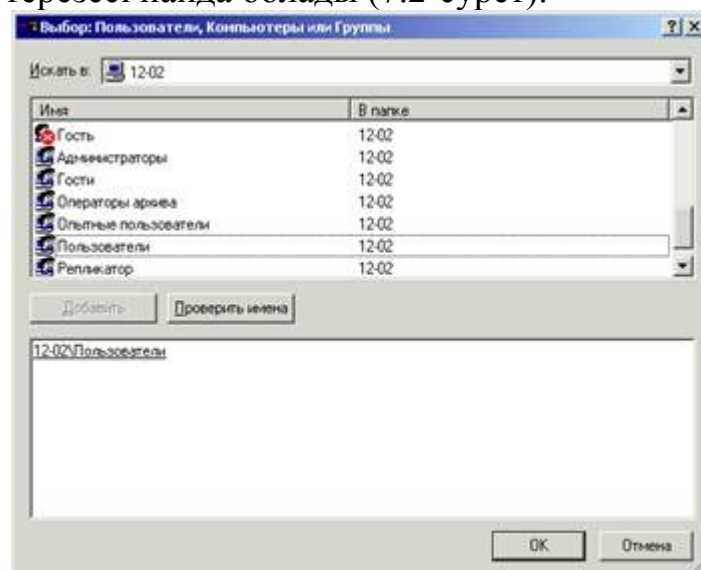 терезесі пайда болады (7.2-сурет).
Выбор: Пользователи, Компьютеры или Группы
Искать в: 12-02
Имя В папке
Гость 12-02
Администраторы 12-02
Гости 12-02
Операторы архива 12-02
Опытные пользователи 12-02
Пользователи 12-02
Репликатор 12-02
Добавить Проверить имена
12-02\Пользователи
OK Отмена